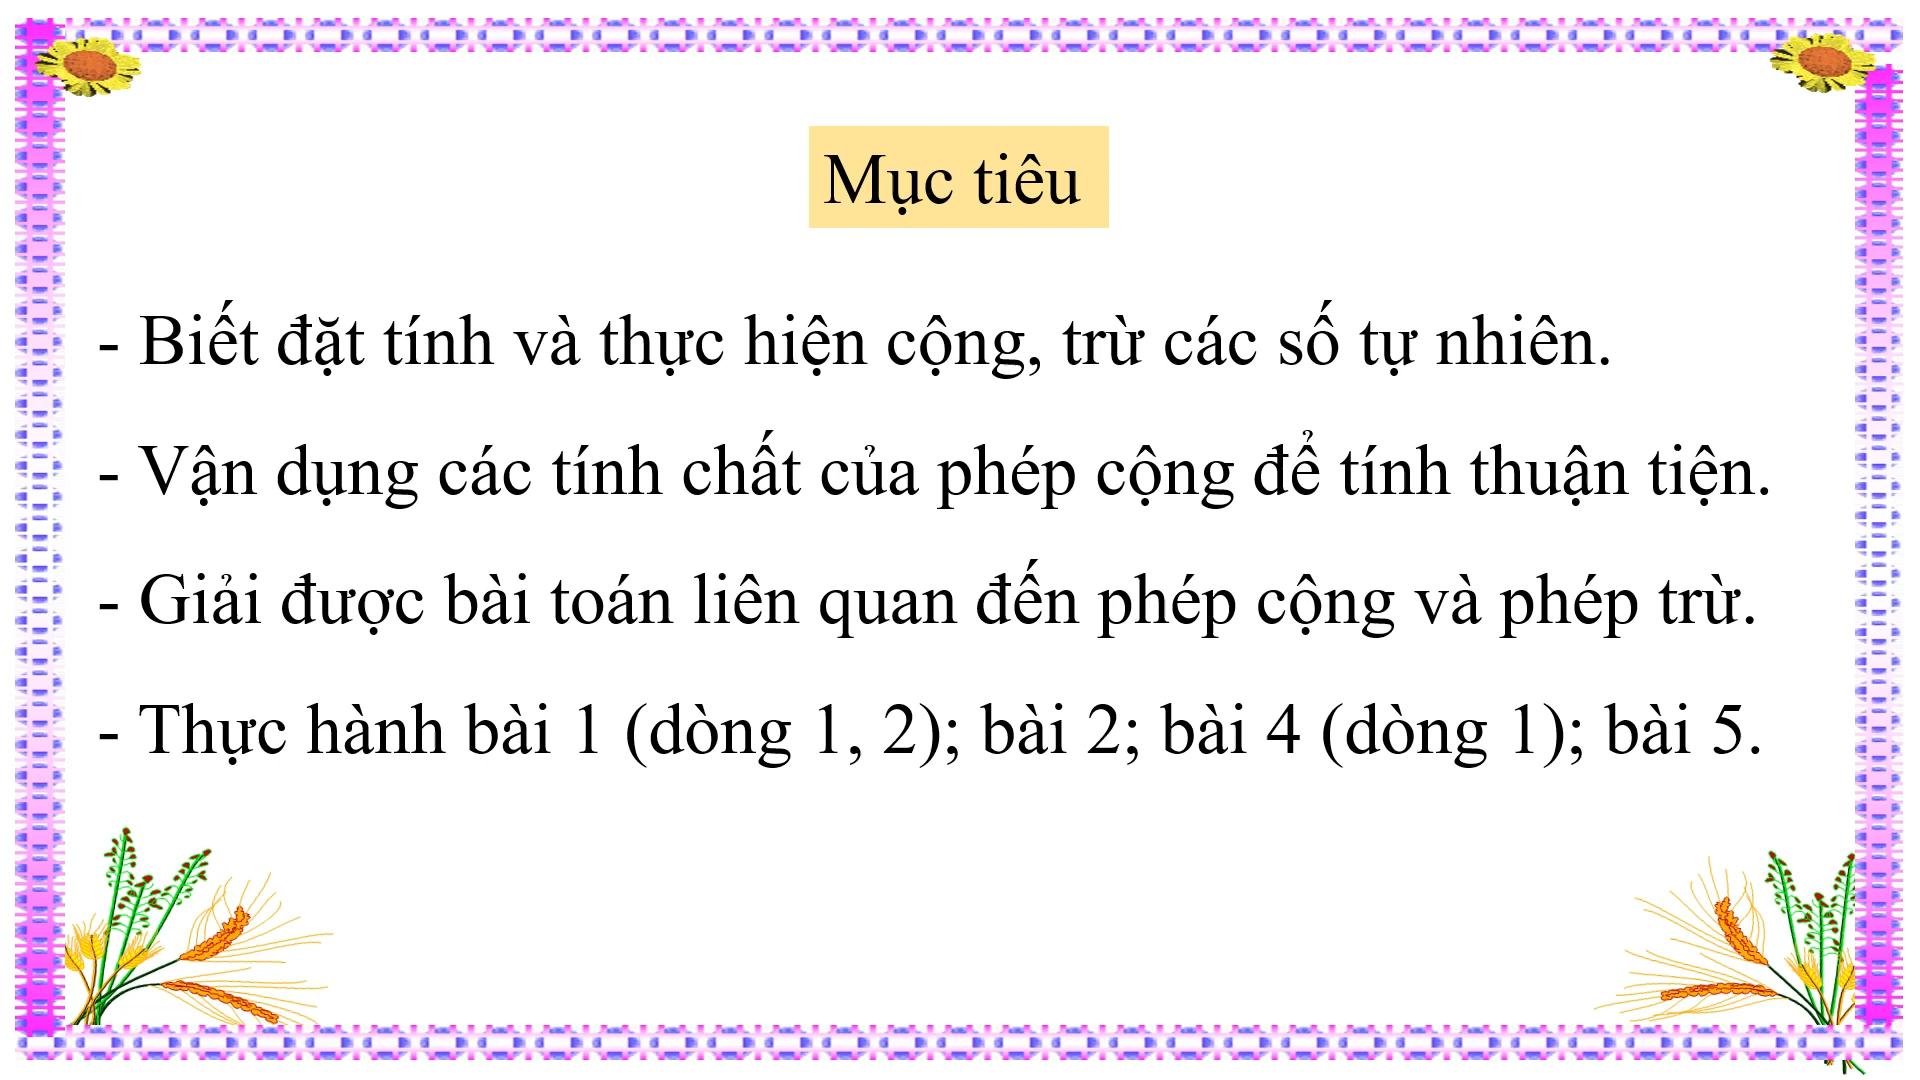 Mục tiêu
- Biết đặt tính và thực hiện cộng, trừ các số tự nhiên.
- Vận dụng các tính chất của phép cộng để tính thuận tiện.
- Giải được bài toán liên quan đến phép cộng và phép trừ.
- Thực hành bài 1 (dòng 1, 2); bài 2; bài 4 (dòng 1); bài 5.